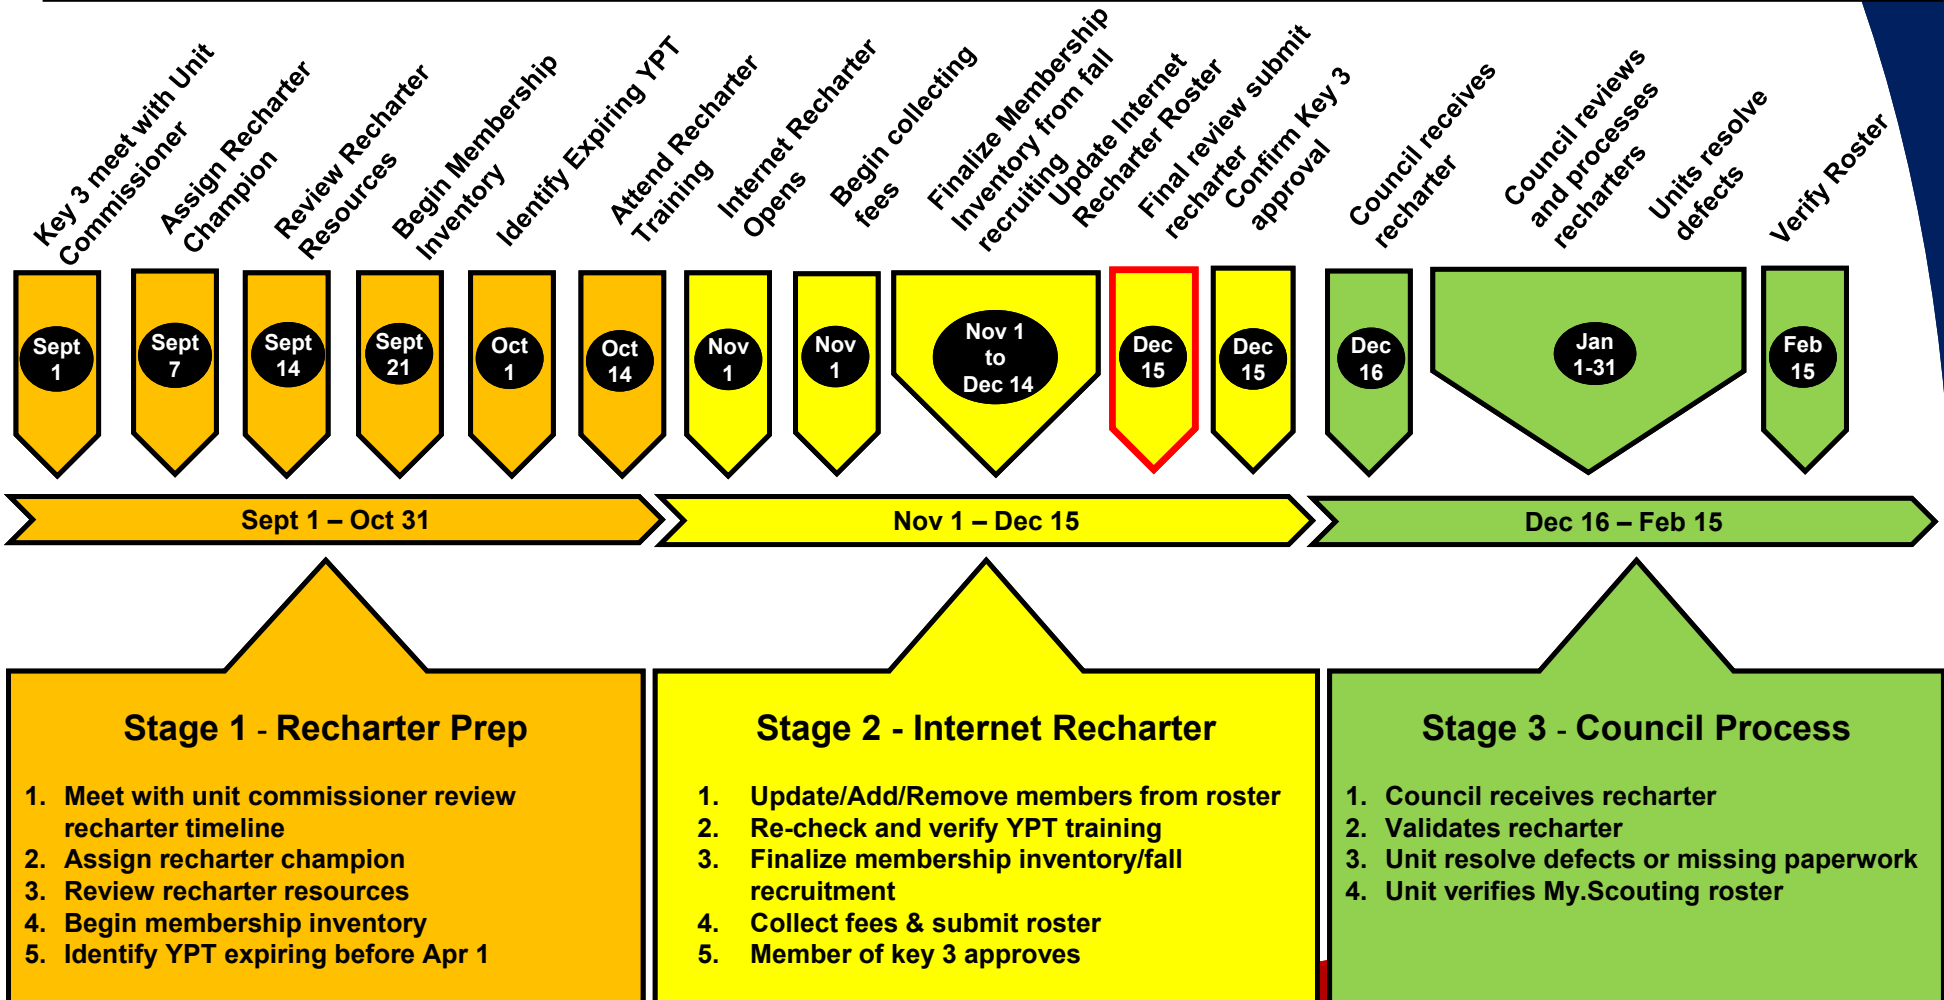 Key 3 meet with Unit
Commissioner
Assign Recharter
Champion
Review Recharter
Resources
Begin Membership
Inventory
Identify Expiring YPT
Attend Recharter
Training
Internet Recharter
Opens
Begin collecting
fees
Finalize Membership
Inventory from fall
recruiting
Update Internet
Recharter Roster
Final review submit
recharter
Confirm Key 3
approval
Council receives
recharter
Council reviews
and processes
recharters
Units resolve
defects
Verify Roster
Sept
1
Sept
7
Sept
14
Sept
21
Oct
1
Oct
14
Nov
1
Nov
1
Nov 1
to
Dec 14
Dec
15
Dec
15
Dec
16
Jan
1-31
Feb
15
Sept 1 – Oct 31
Nov 1 – Dec 15
Dec 16 – Feb 15
Stage 1 - Recharter Prep
1. Meet with unit commissioner review
recharter timeline
2. Assign recharter champion
3. Review recharter resources
4. Begin membership inventory
5. Identify YPT expiring before Apr 1
Stage 2 - Internet Recharter
1. Update/Add/Remove members from roster
2. Re-check and verify YPT training
3. Finalize membership inventory/fall
recruitment
4. Collect fees & submit roster
5. Member of key 3 approves
Stage 3 - Council Process
1. Council receives recharter
2. Validates recharter
3. Unit resolve defects or missing paperwork
4. Unit verifies My.Scouting roster